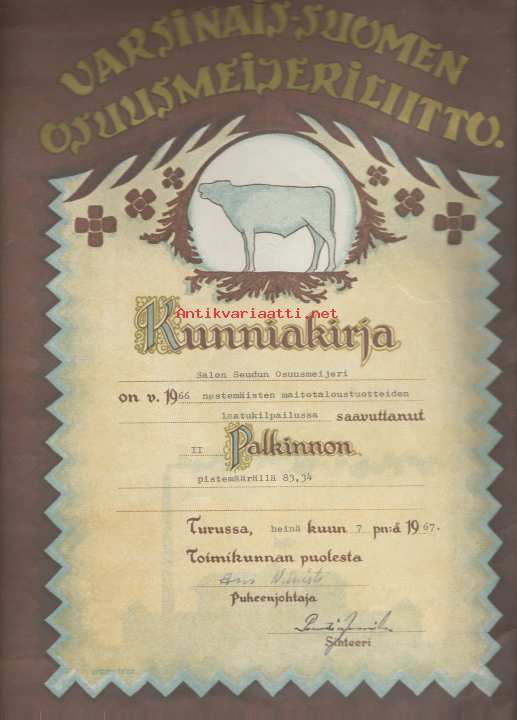 VARSINAIS-SUOMEN
OSUUSMEIJERILIITTO.
Antikvariaatti.net
Kunniakirja
Salon Seudun Osuusmeijeri
on v. 1966 nestemäisten maitotaloustuotteiden
laatukilpailussa saavuttanut
II Palkinnon
pistemäärällä 83,34
Turussa, heinä kuun 7 pn:ä 1967.
Toimikunnan puolesta
Puheenjohtaja
Sihteeri